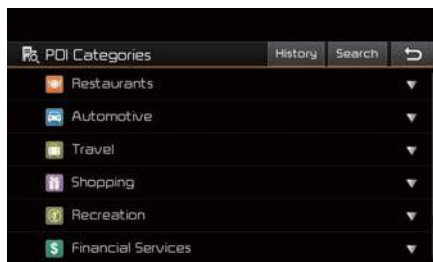 POI Categories History Search
Restaurants
Automotive
Travel
Shopping
Recreation
$ Financial Services